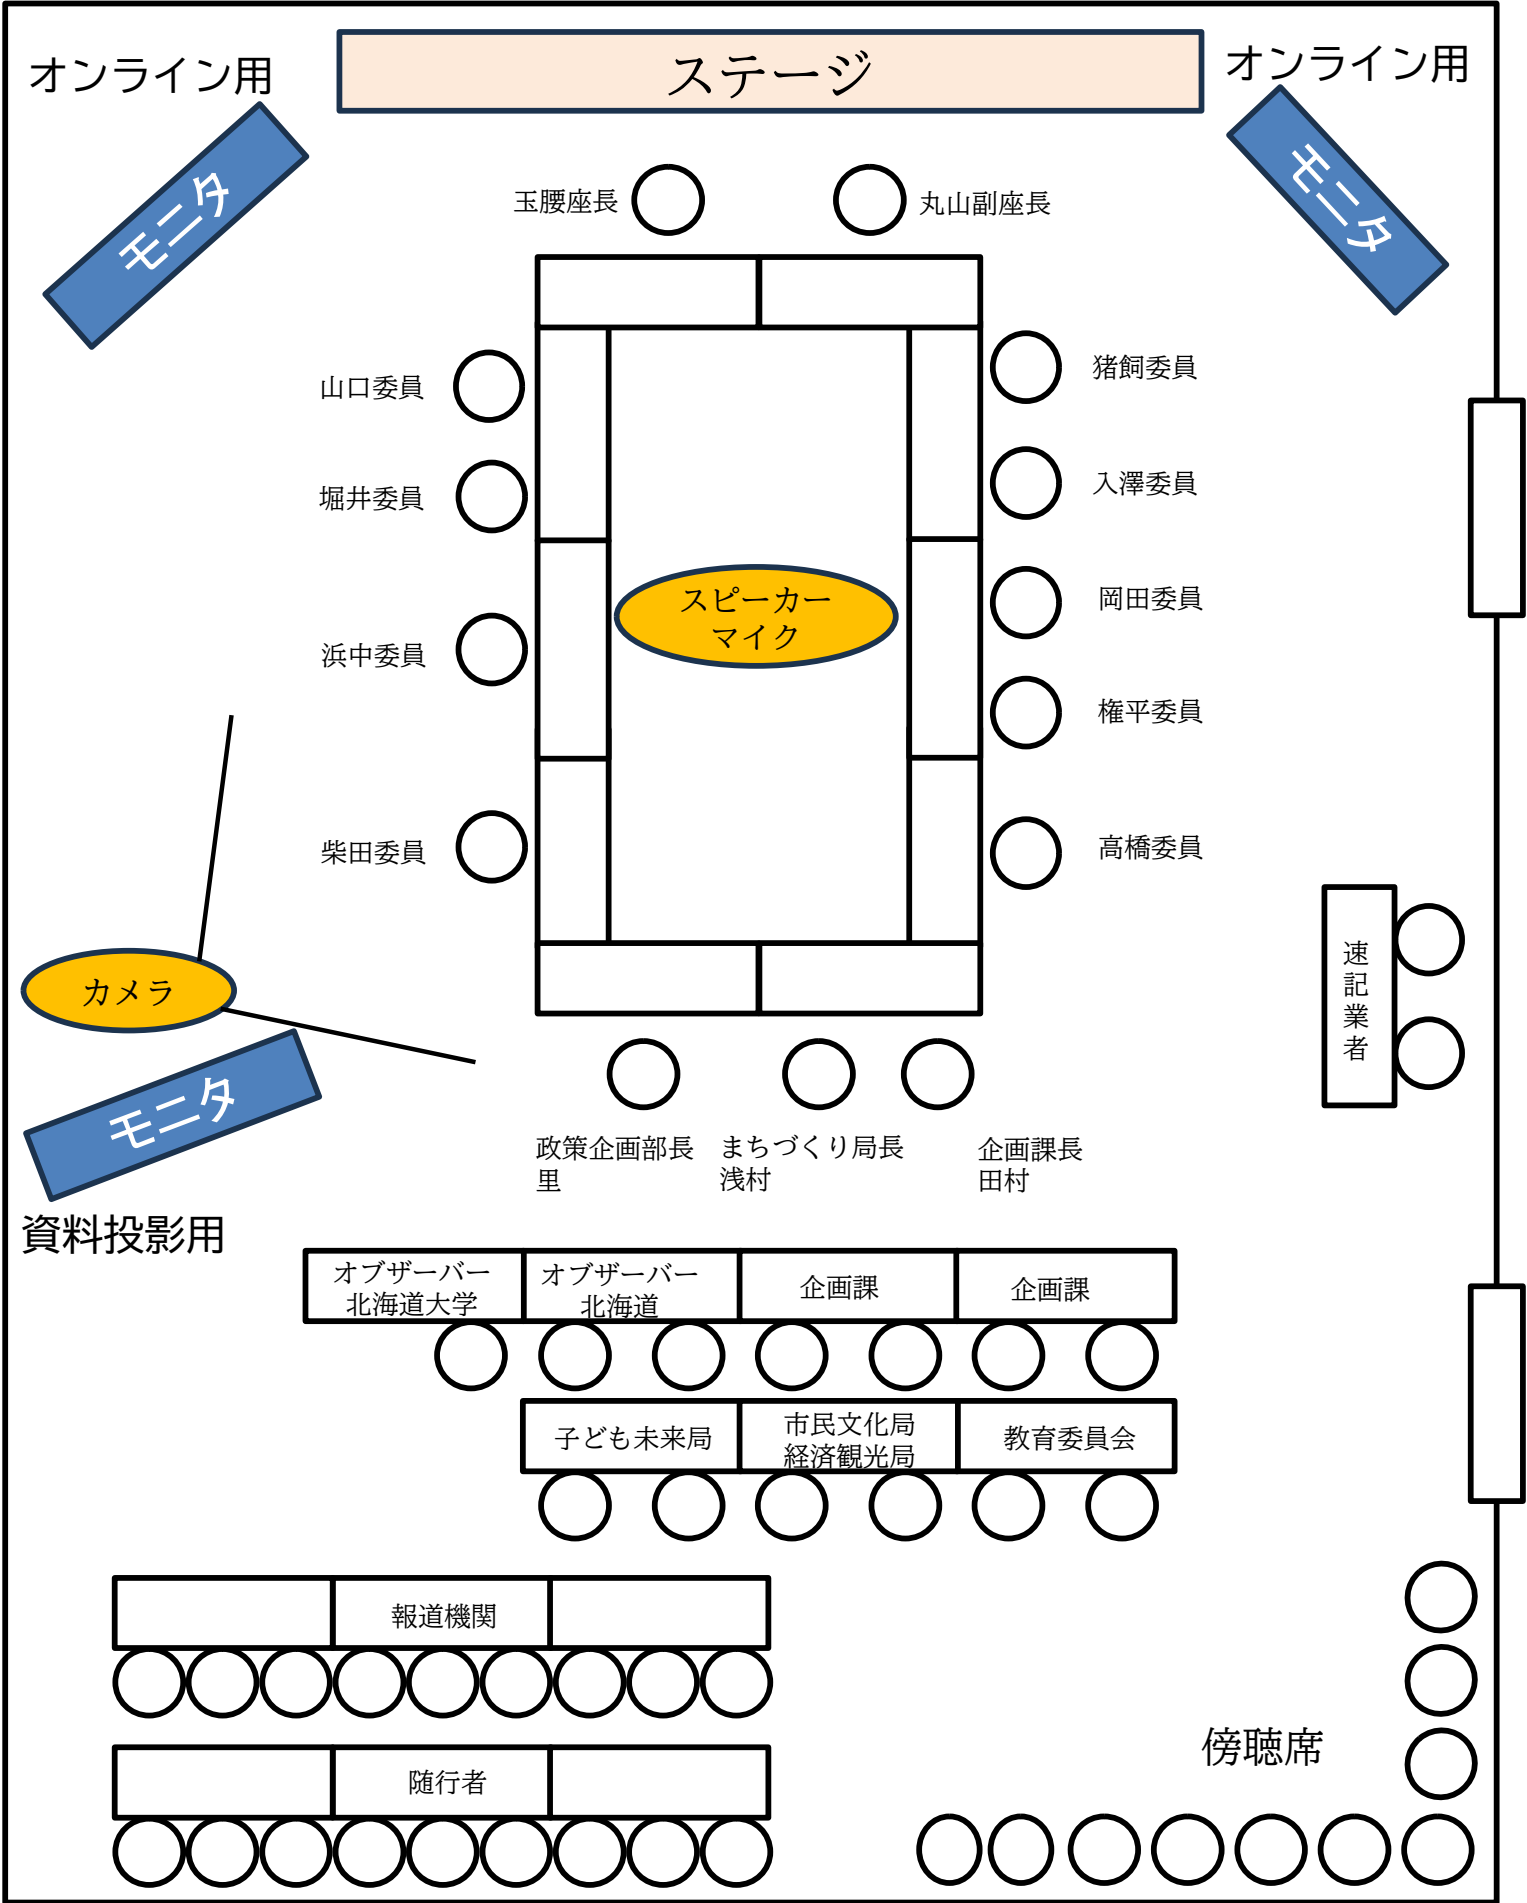 オンライン用
ステージ
オンライン用
モニタ
モニタ
玉腰座長
丸山副座長
山口委員
猪飼委員
堀井委員
入澤委員
スピーカー
マイク
岡田委員
浜中委員
権平委員
柴田委員
高橋委員
カメラ
速記業者
モニタ
資料投影用
政策企画部長
里
まちづくり局長
浅村
企画課長
田村
オブザーバー
北海道大学
オブザーバー
北海道
企画課
企画課
子ども未来局
市民文化局
経済観光局
教育委員会
報道機関
傍聴席
随行者